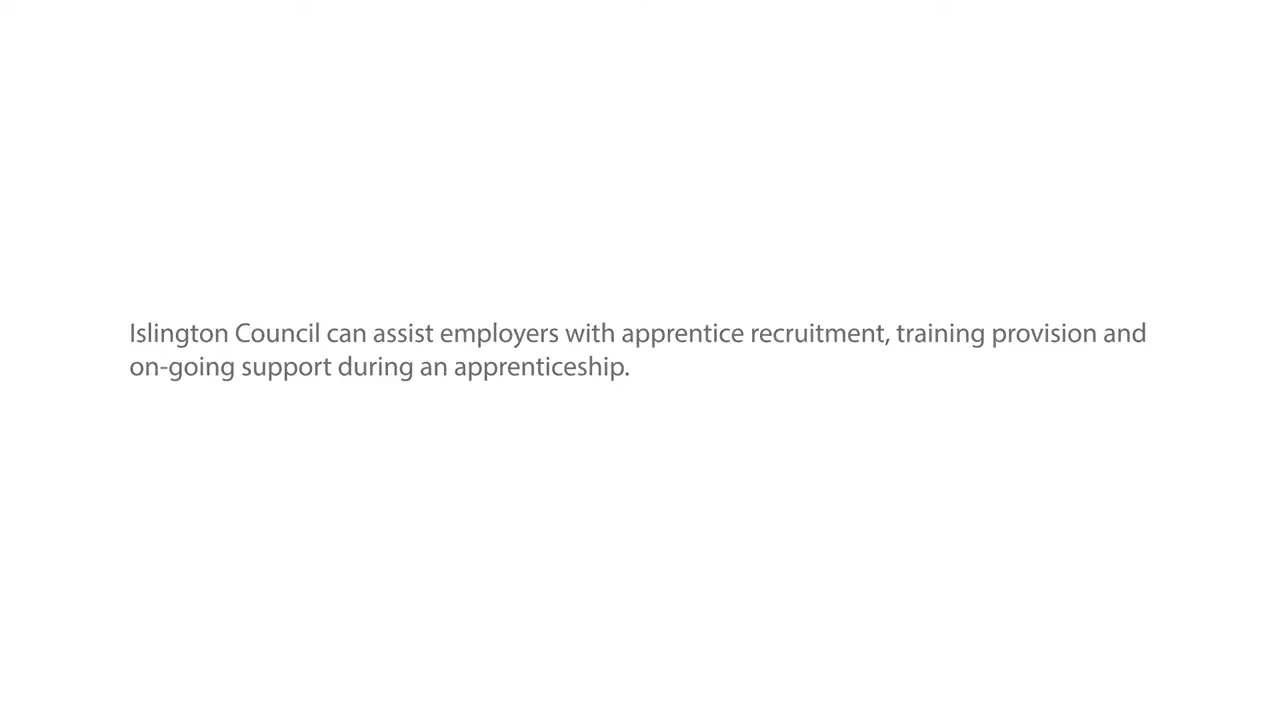 Islington Council can assist employers with apprentice recruitment, training provision and
on-going support during an apprenticeship.